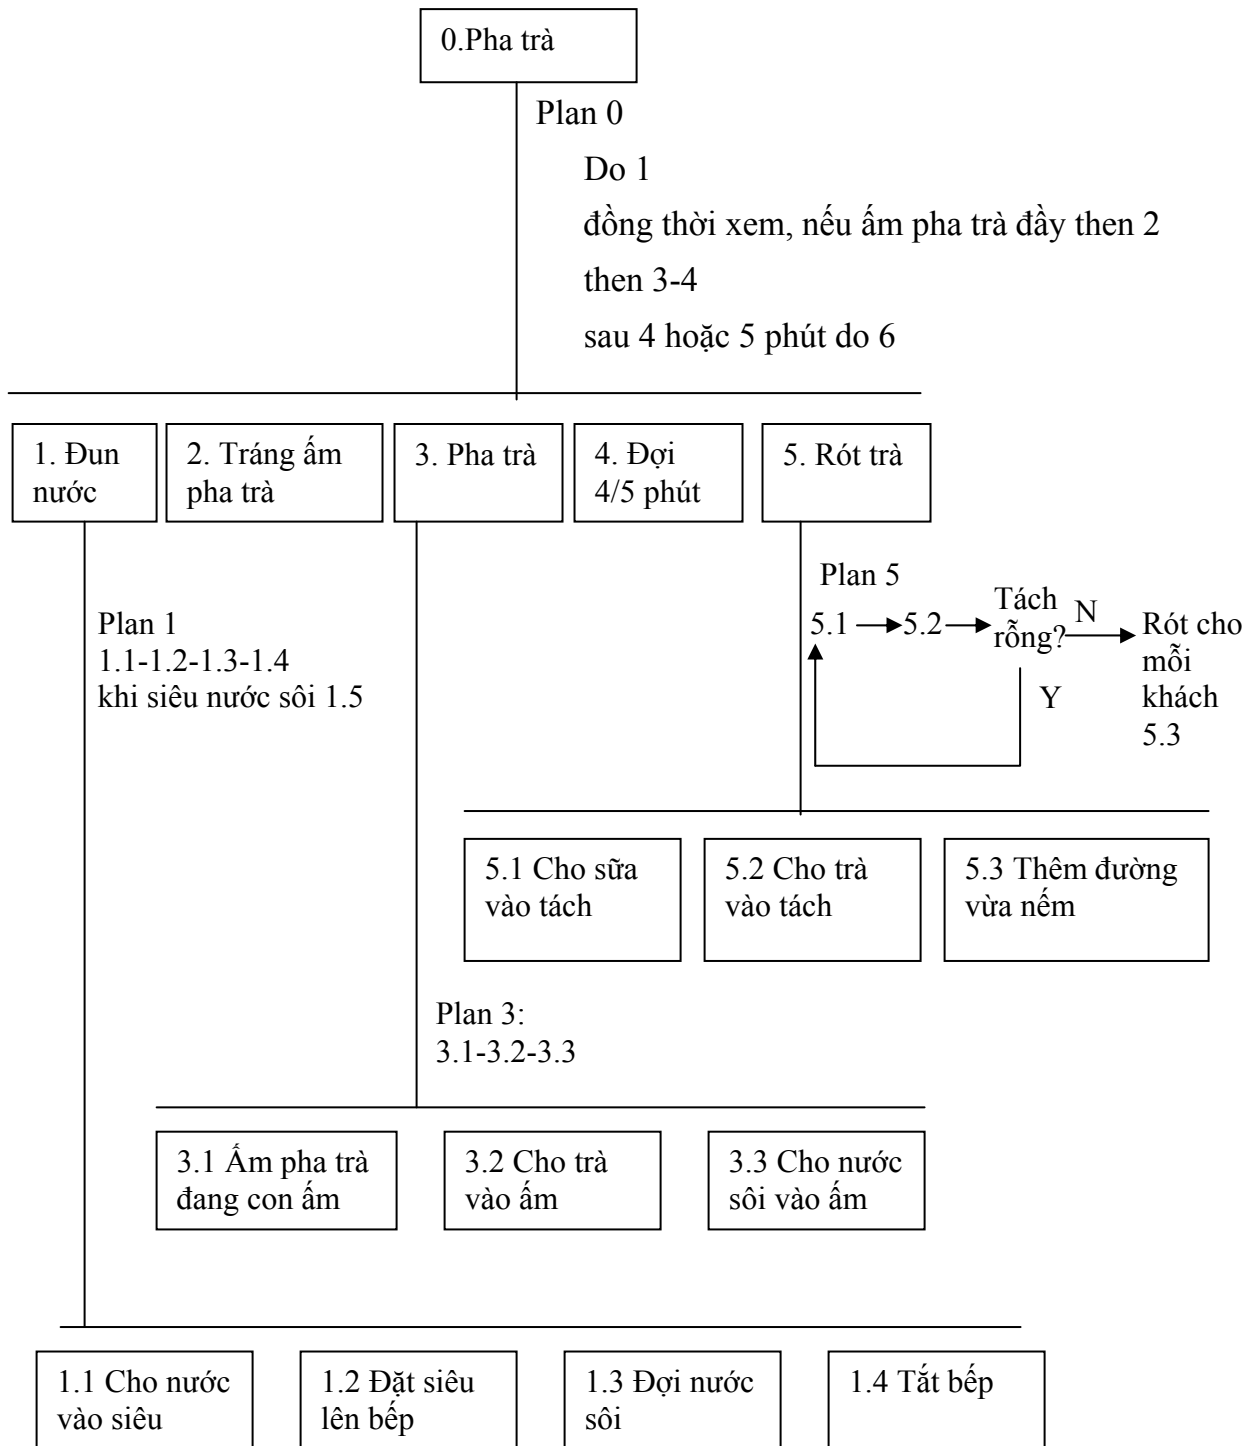 0.Pha trà
Plan 0
Do 1
đồng thời xem, nếu ấm pha trà đầy then 2
then 3-4
sau 4 hoặc 5 phút do 6
1. Đun
nước
2. Tráng ấm
pha trà
3. Pha trà
4. Đợi
4/5 phút
5. Rót trà
Plan 1
1.1-1.2-1.3-1.4
khi siêu nước sôi 1.5
Plan 5
5.1
5.2
Tách
rỗng?
N
Y
Rót cho
mỗi
khách
5.3
5.1 Cho sữa
vào tách
5.2 Cho trà
vào tách
5.3 Thêm đường
vừa nếm
Plan 3:
3.1-3.2-3.3
3.1 Ấm pha trà
đang con ấm
3.2 Cho trà
vào ấm
3.3 Cho nước
sôi vào ấm
1.1 Cho nước
vào siêu
1.2 Đặt siêu
lên bếp
1.3 Đợi nước
sôi
1.4 Tắt bếp